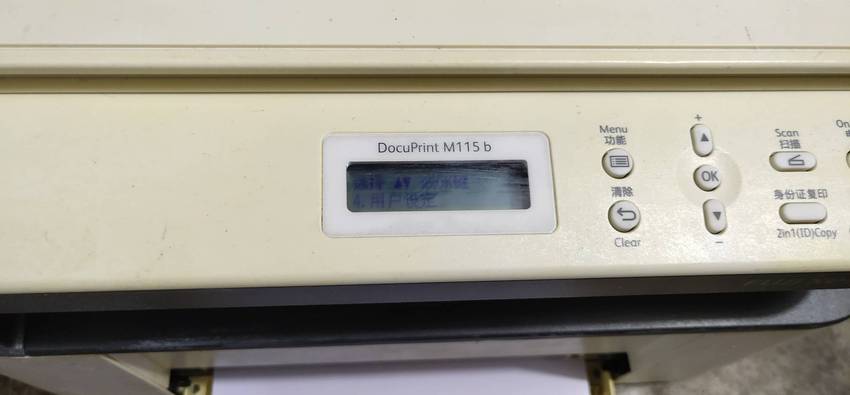 DocuPrint M115 b
选择 ▲▼ 或OK键
4.用户设定
Menu
功能
清除
Clear
+
▲
OK
▼
−
Scan
扫描
身份证复印
2in1(ID)Copy